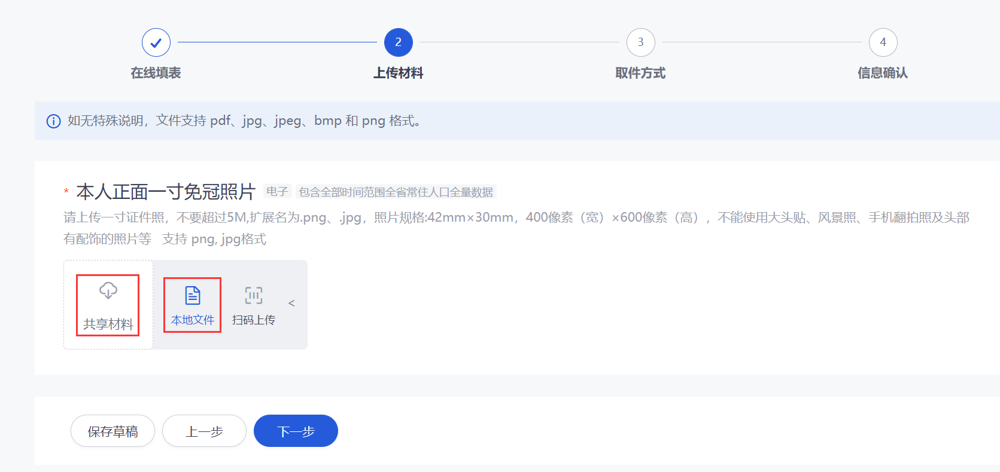 2 3 4
在线填表 上传材料 取件方式 信息确认
如无特殊说明，文件支持 pdf、jpg、jpeg、bmp 和 png 格式。
* 本人正面一寸免冠照片 电子 包含全部时间范围全省常住人口全量数据
请上传一寸证件照，不要超过5M,扩展名为.png、.jpg，照片规格:42mm×30mm，400像素（宽）×600像素（高），不能使用大头贴、风景照、手机翻拍照及头部
有配饰的照片等 支持 png, jpg格式
共享材料 本地文件 扫码上传 <
保存草稿 上一步 下一步